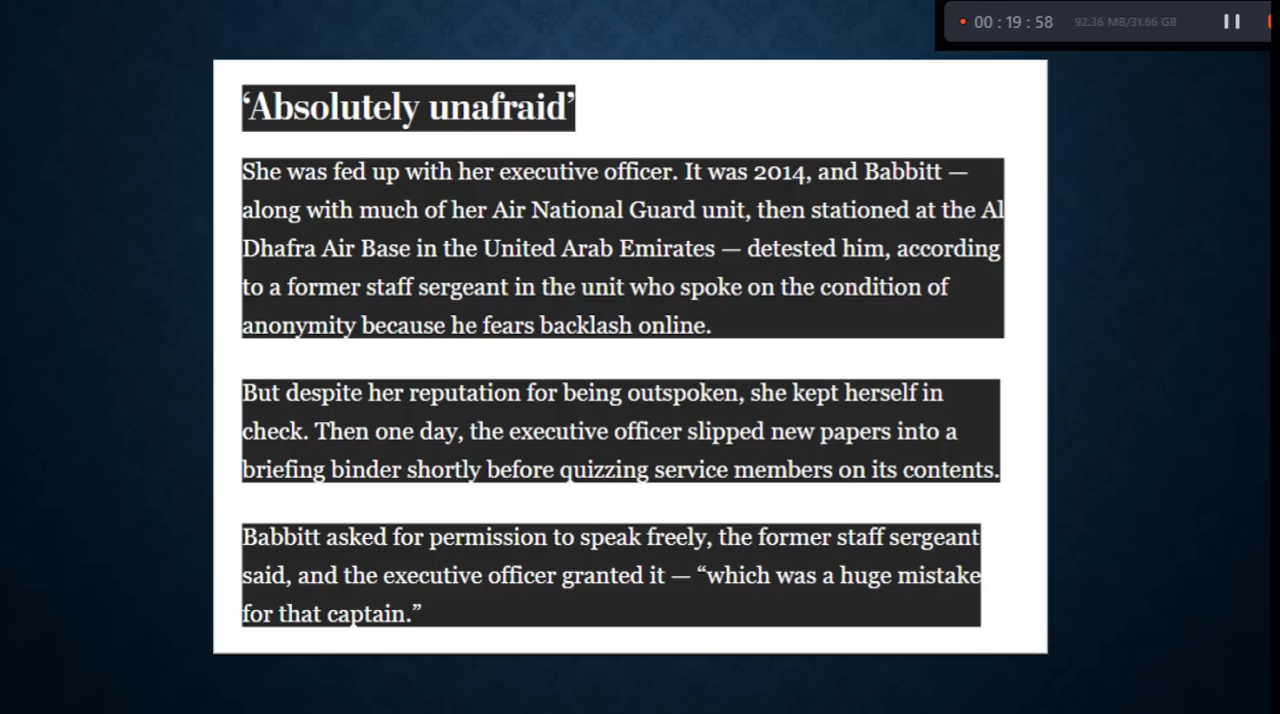 00 : 19 : 58 92.36 MB/31.66 GB
‘Absolutely unafraid’
She was fed up with her executive officer. It was 2014, and Babbitt —
along with much of her Air National Guard unit, then stationed at the Al
Dhafra Air Base in the United Arab Emirates — detested him, according
to a former staff sergeant in the unit who spoke on the condition of
anonymity because he fears backlash online.
But despite her reputation for being outspoken, she kept herself in
check. Then one day, the executive officer slipped new papers into a
briefing binder shortly before quizzing service members on its contents.
Babbitt asked for permission to speak freely, the former staff sergeant
said, and the executive officer granted it — “which was a huge mistake
for that captain.”